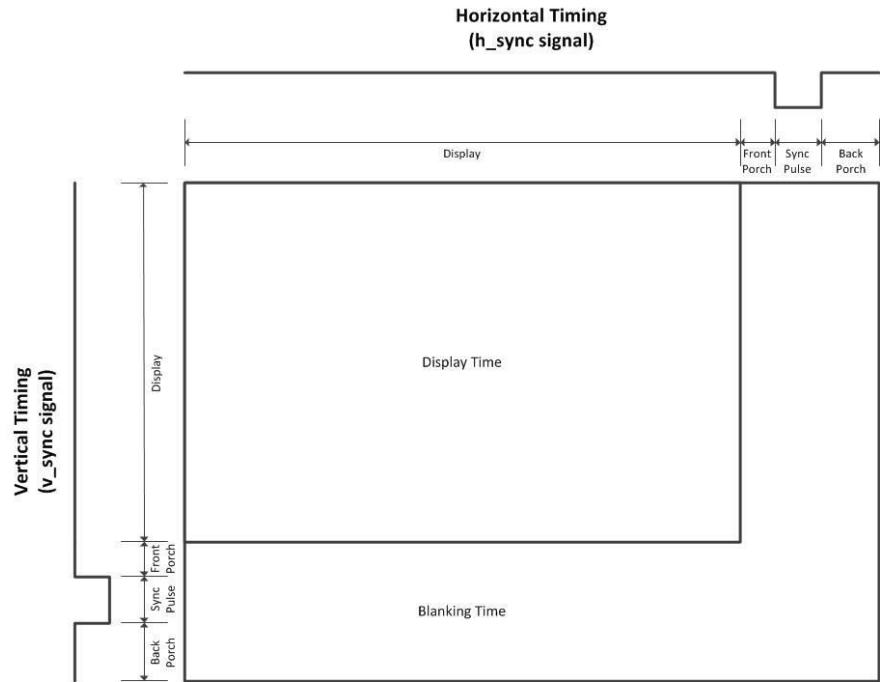 Horizontal Timing
(h_sync signal)
Display
Front
Porch
Sync
Pulse
Back
Porch
Vertical Timing
(v_sync signal)
Display
Display Time
Front
Porch
Sync
Pulse
Blanking Time
Back
Porch